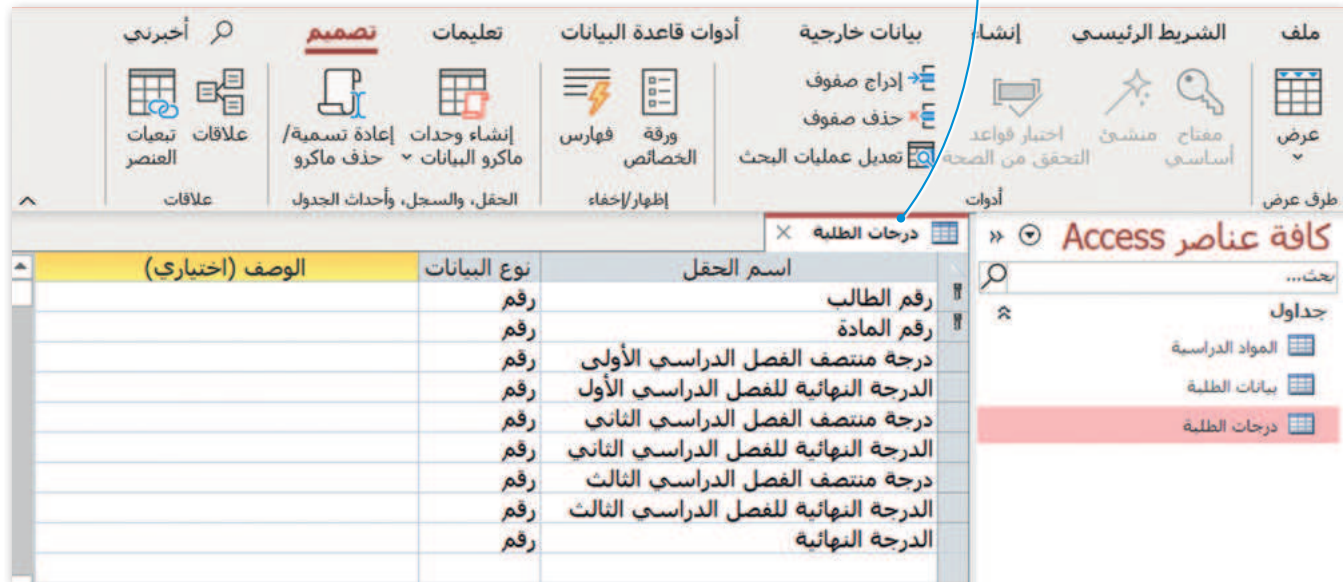 ملف الشريط الرئيسي إنشاء بيانات خارجية أدوات قاعدة البيانات تعليمات تصميم أخبرني
عرض
مفتاح أساسي
منشئ
اختبار قواعد التحقق من الصحة
إدراج صفوف
حذف صفوف
تعديل عمليات البحث
ورقة الخصائص
فهارس
إنشاء وحدات ماكرو البيانات
إعادة تسمية/ حذف ماكرو
علاقات
تبعيات العنصر
طرق عرض أدوات إظهار/إخفاء الحقل، والسجل، وأحداث الجدول علاقات
كافة عناصر Access
بحث...
جداول
المواد الدراسية
بيانات الطلبة
درجات الطلبة
درجات الطلبة
اسم الحقل نوع البيانات الوصف (اختياري)
رقم الطالب رقم
رقم المادة رقم
درجة منتصف الفصل الدراسي الأولى رقم
الدرجة النهائية للفصل الدراسي الأول رقم
درجة منتصف الفصل الدراسي الثاني رقم
الدرجة النهائية للفصل الدراسي الثاني رقم
درجة منتصف الفصل الدراسي الثالث رقم
الدرجة النهائية للفصل الدراسي الثالث رقم
الدرجة النهائية رقم